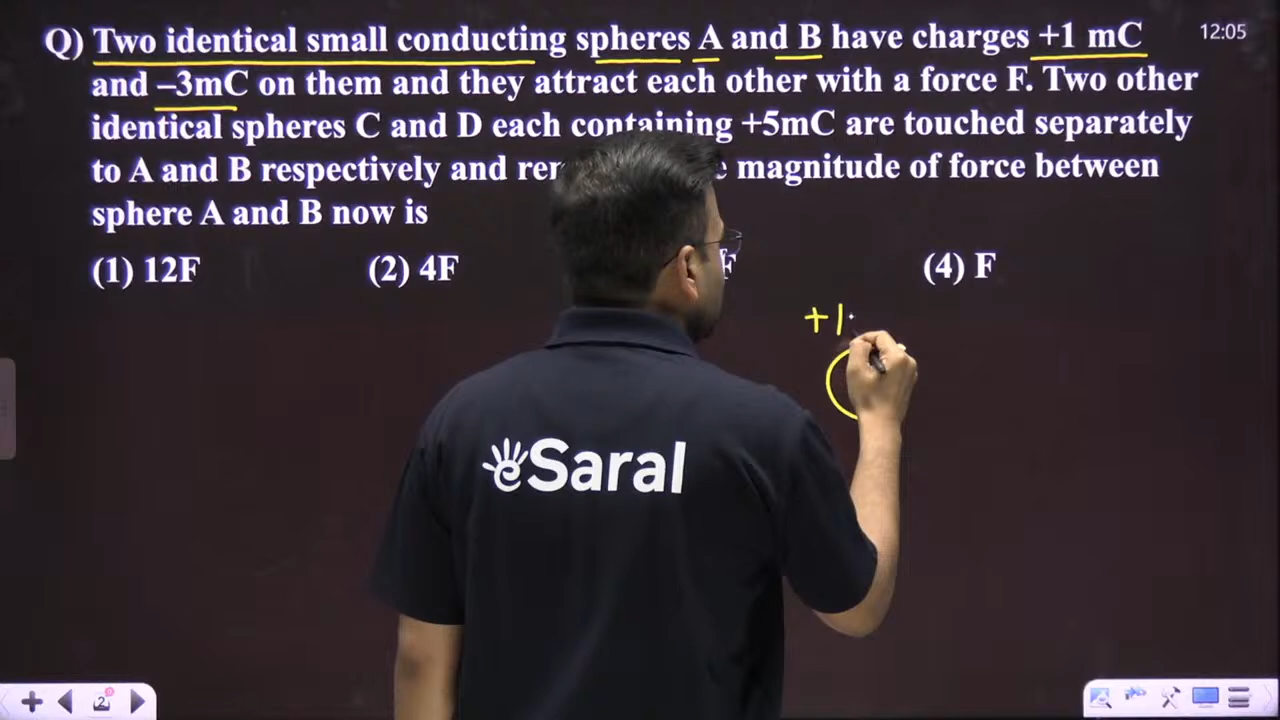 Q) Two identical small conducting spheres A and B have charges +1 mC
12:05
and –3mC on them and they attract each other with a force F. Two other
identical spheres C and D each containing +5mC are touched separately
to A and B respectively and magnitude of force between
sphere A and B now is
(1) 12F (2) 4F F (4) F
+1
eSaral
2